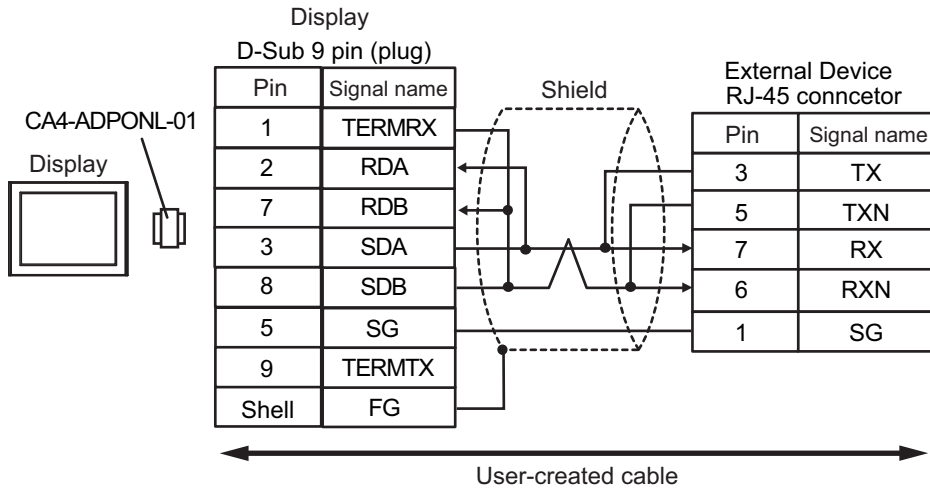 Display
D-Sub 9 pin (plug)
Pin Signal name
1 TERMRX
2 RDA
7 RDB
3 SDA
8 SDB
5 SG
9 TERMTX
Shell FG
CA4-ADPONL-01
Display
Shield
External Device
RJ-45 conncetor
Pin Signal name
3 TX
5 TXN
7 RX
6 RXN
1 SG
User-created cable